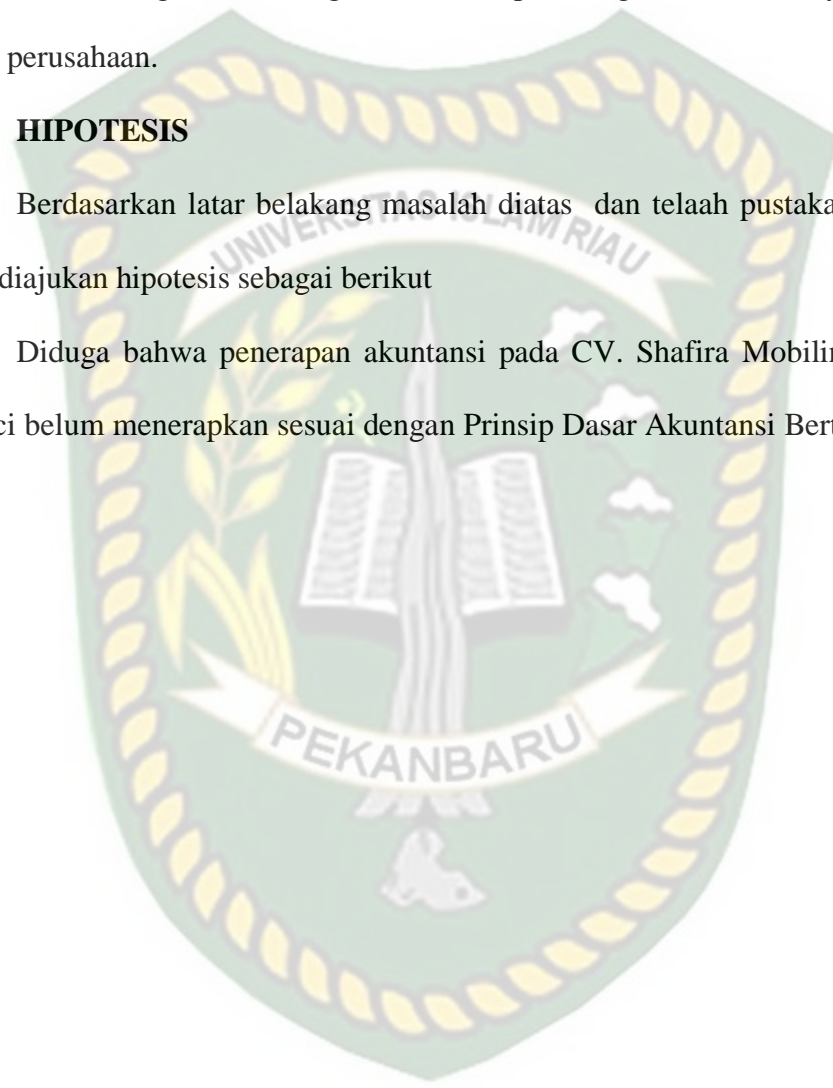 perusahaan.
HIPOTESIS
Berdasarkan latar belakang masalah diatas dan telaah pustaka
diajukan hipotesis sebagai berikut
Diduga bahwa penerapan akuntansi pada CV. Shafira
belum menerapkan sesuai dengan Prinsip Dasar Akuntansi
UNIVERSITAS ISLAM RIAU
PEKANBARU